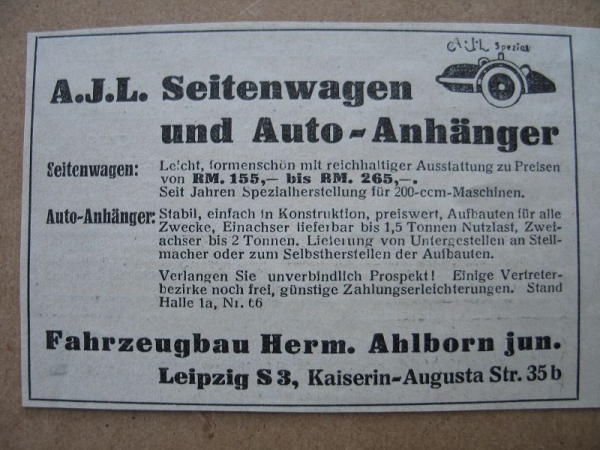 A.J.L. Spezial
A.J.L. Seitenwagen
und Auto-Anhänger
Seitenwagen: Leicht, formenschön mit reichhaltiger Ausstattung zu Preisen
von RM. 155,— bis RM. 265,—.
Seit Jahren Spezialherstellung für 200-ccm-Maschinen.
Auto-Anhänger: Stabil, einfach in Konstruktion, preiswert, Aufbauten für alle
Zwecke, Einachser lieferbar bis 1,5 Tonnen Nutzlast, Zwei-
achser bis 2 Tonnen. Lieferung von Untergestellen an Stell-
macher oder zum Selbstherstellen der Aufbauten.
Verlangen Sie unverbindlich Prospekt! Einige Vertreter-
bezirke noch frei, günstige Zahlungserleichterungen. Stand
Halle 1a, Nr. 66
Fahrzeugbau Herm. Ahlborn jun.
Leipzig S 3, Kaiserin-Augusta Str. 35 b